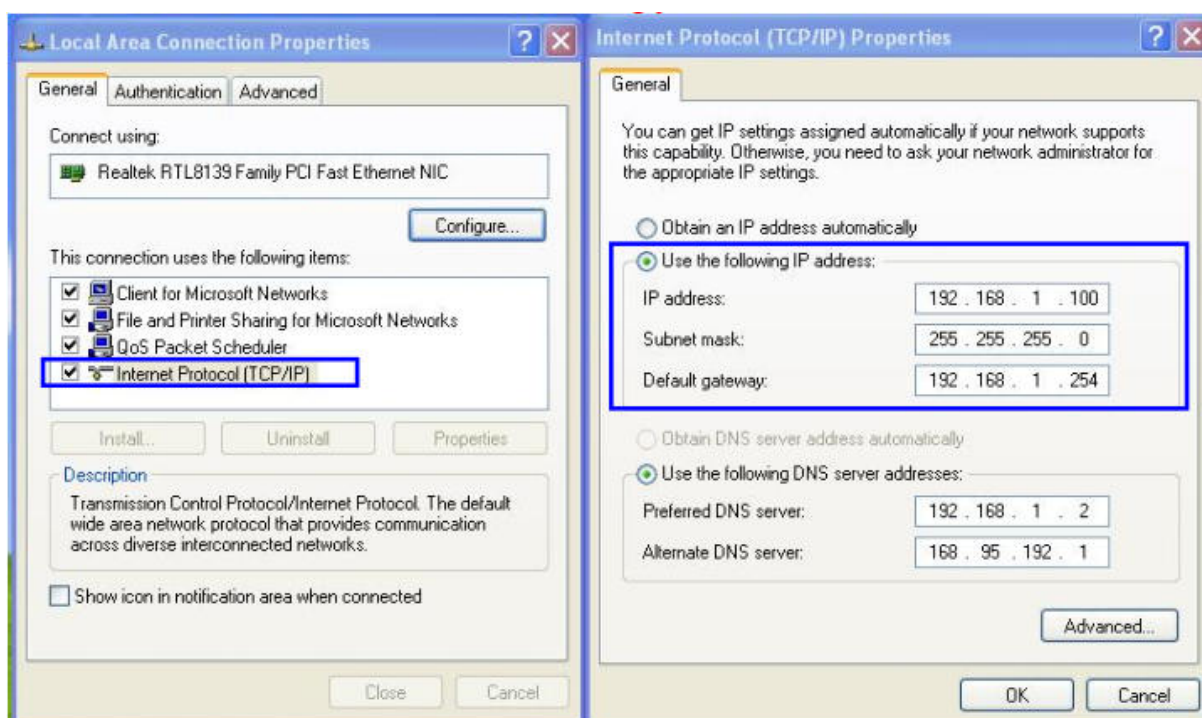 Local Area Connection Properties
General Authentication Advanced
Connect using:
Realtek RTL8139 Family PCI Fast Ethernet NIC
Configure...
This connection uses the following items:
Client for Microsoft Networks
File and Printer Sharing for Microsoft Networks
QoS Packet Scheduler
Internet Protocol (TCP/IP)
Install... Uninstall Properties
Description
Transmission Control Protocol/Internet Protocol. The default
wide area network protocol that provides communication
across diverse interconnected networks.
Show icon in notification area when connected
Close Cancel
Internet Protocol (TCP/IP) Properties
General
You can get IP settings assigned automatically if your network supports
this capability. Otherwise, you need to ask your network administrator for
the appropriate IP settings.
Obtain an IP address automatically
Use the following IP address:
IP address: 192 . 168 . 1 . 100
Subnet mask: 255 . 255 . 255 . 0
Default gateway: 192 . 168 . 1 . 254
Obtain DNS server address automatically
Use the following DNS server addresses:
Preferred DNS server: 192 . 168 . 1 . 2
Alternate DNS server: 168 . 95 . 192 . 1
Advanced...
OK Cancel